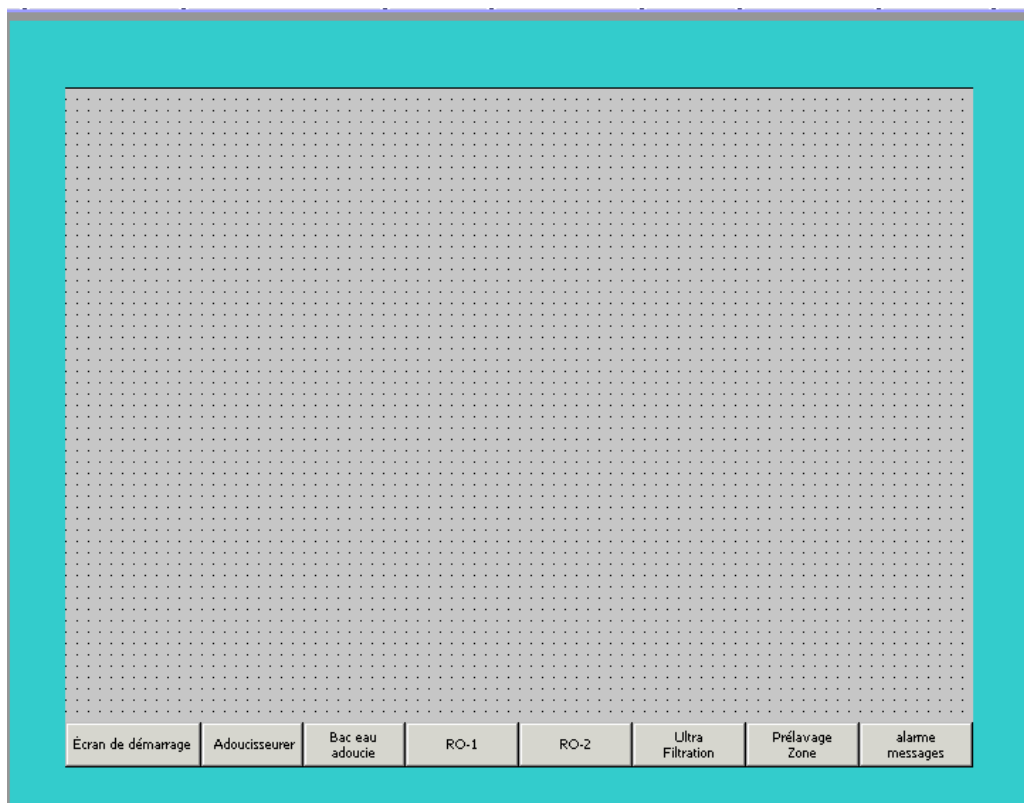 Écran de démarrage
Adoucisseurer
Bac eau
adoucie
RO-1
RO-2
Ultra
Filtration
Prélavage
Zone
alarme
messages